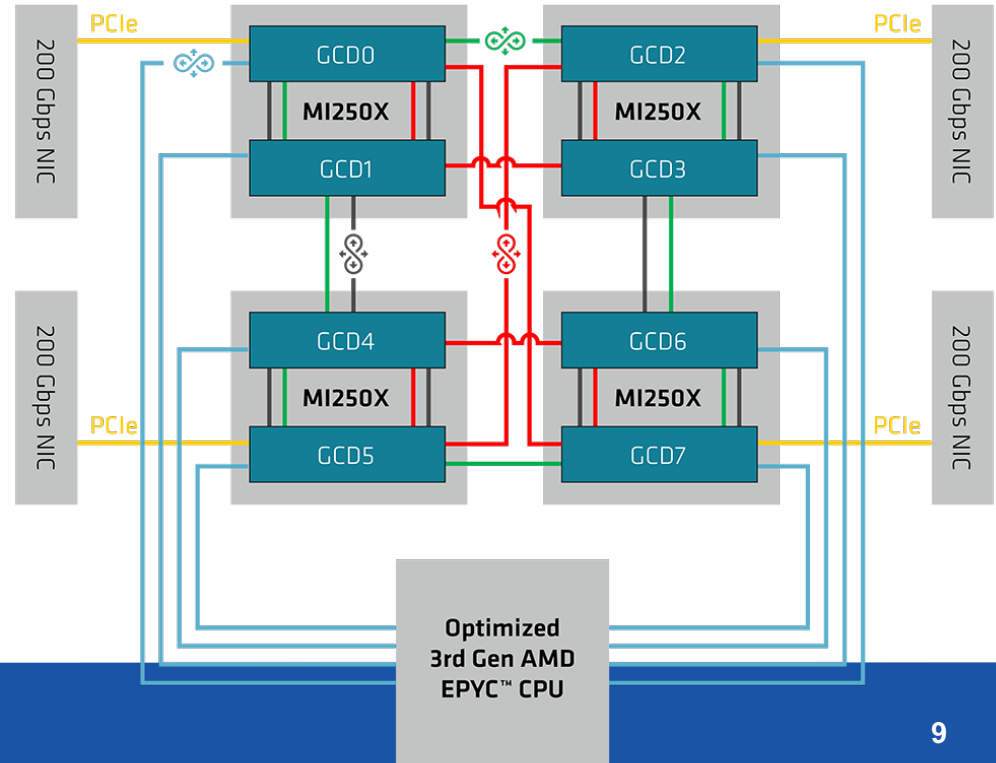 200 Gbps NIC
PCIe
GCD0
MI250X
GCD1
GCD2
MI250X
GCD3
PCIe
200 Gbps NIC
200 Gbps NIC
PCIe
GCD4
MI250X
GCD5
GCD6
MI250X
GCD7
PCIe
200 Gbps NIC
Optimized
3rd Gen AMD
EPYC™ CPU
9